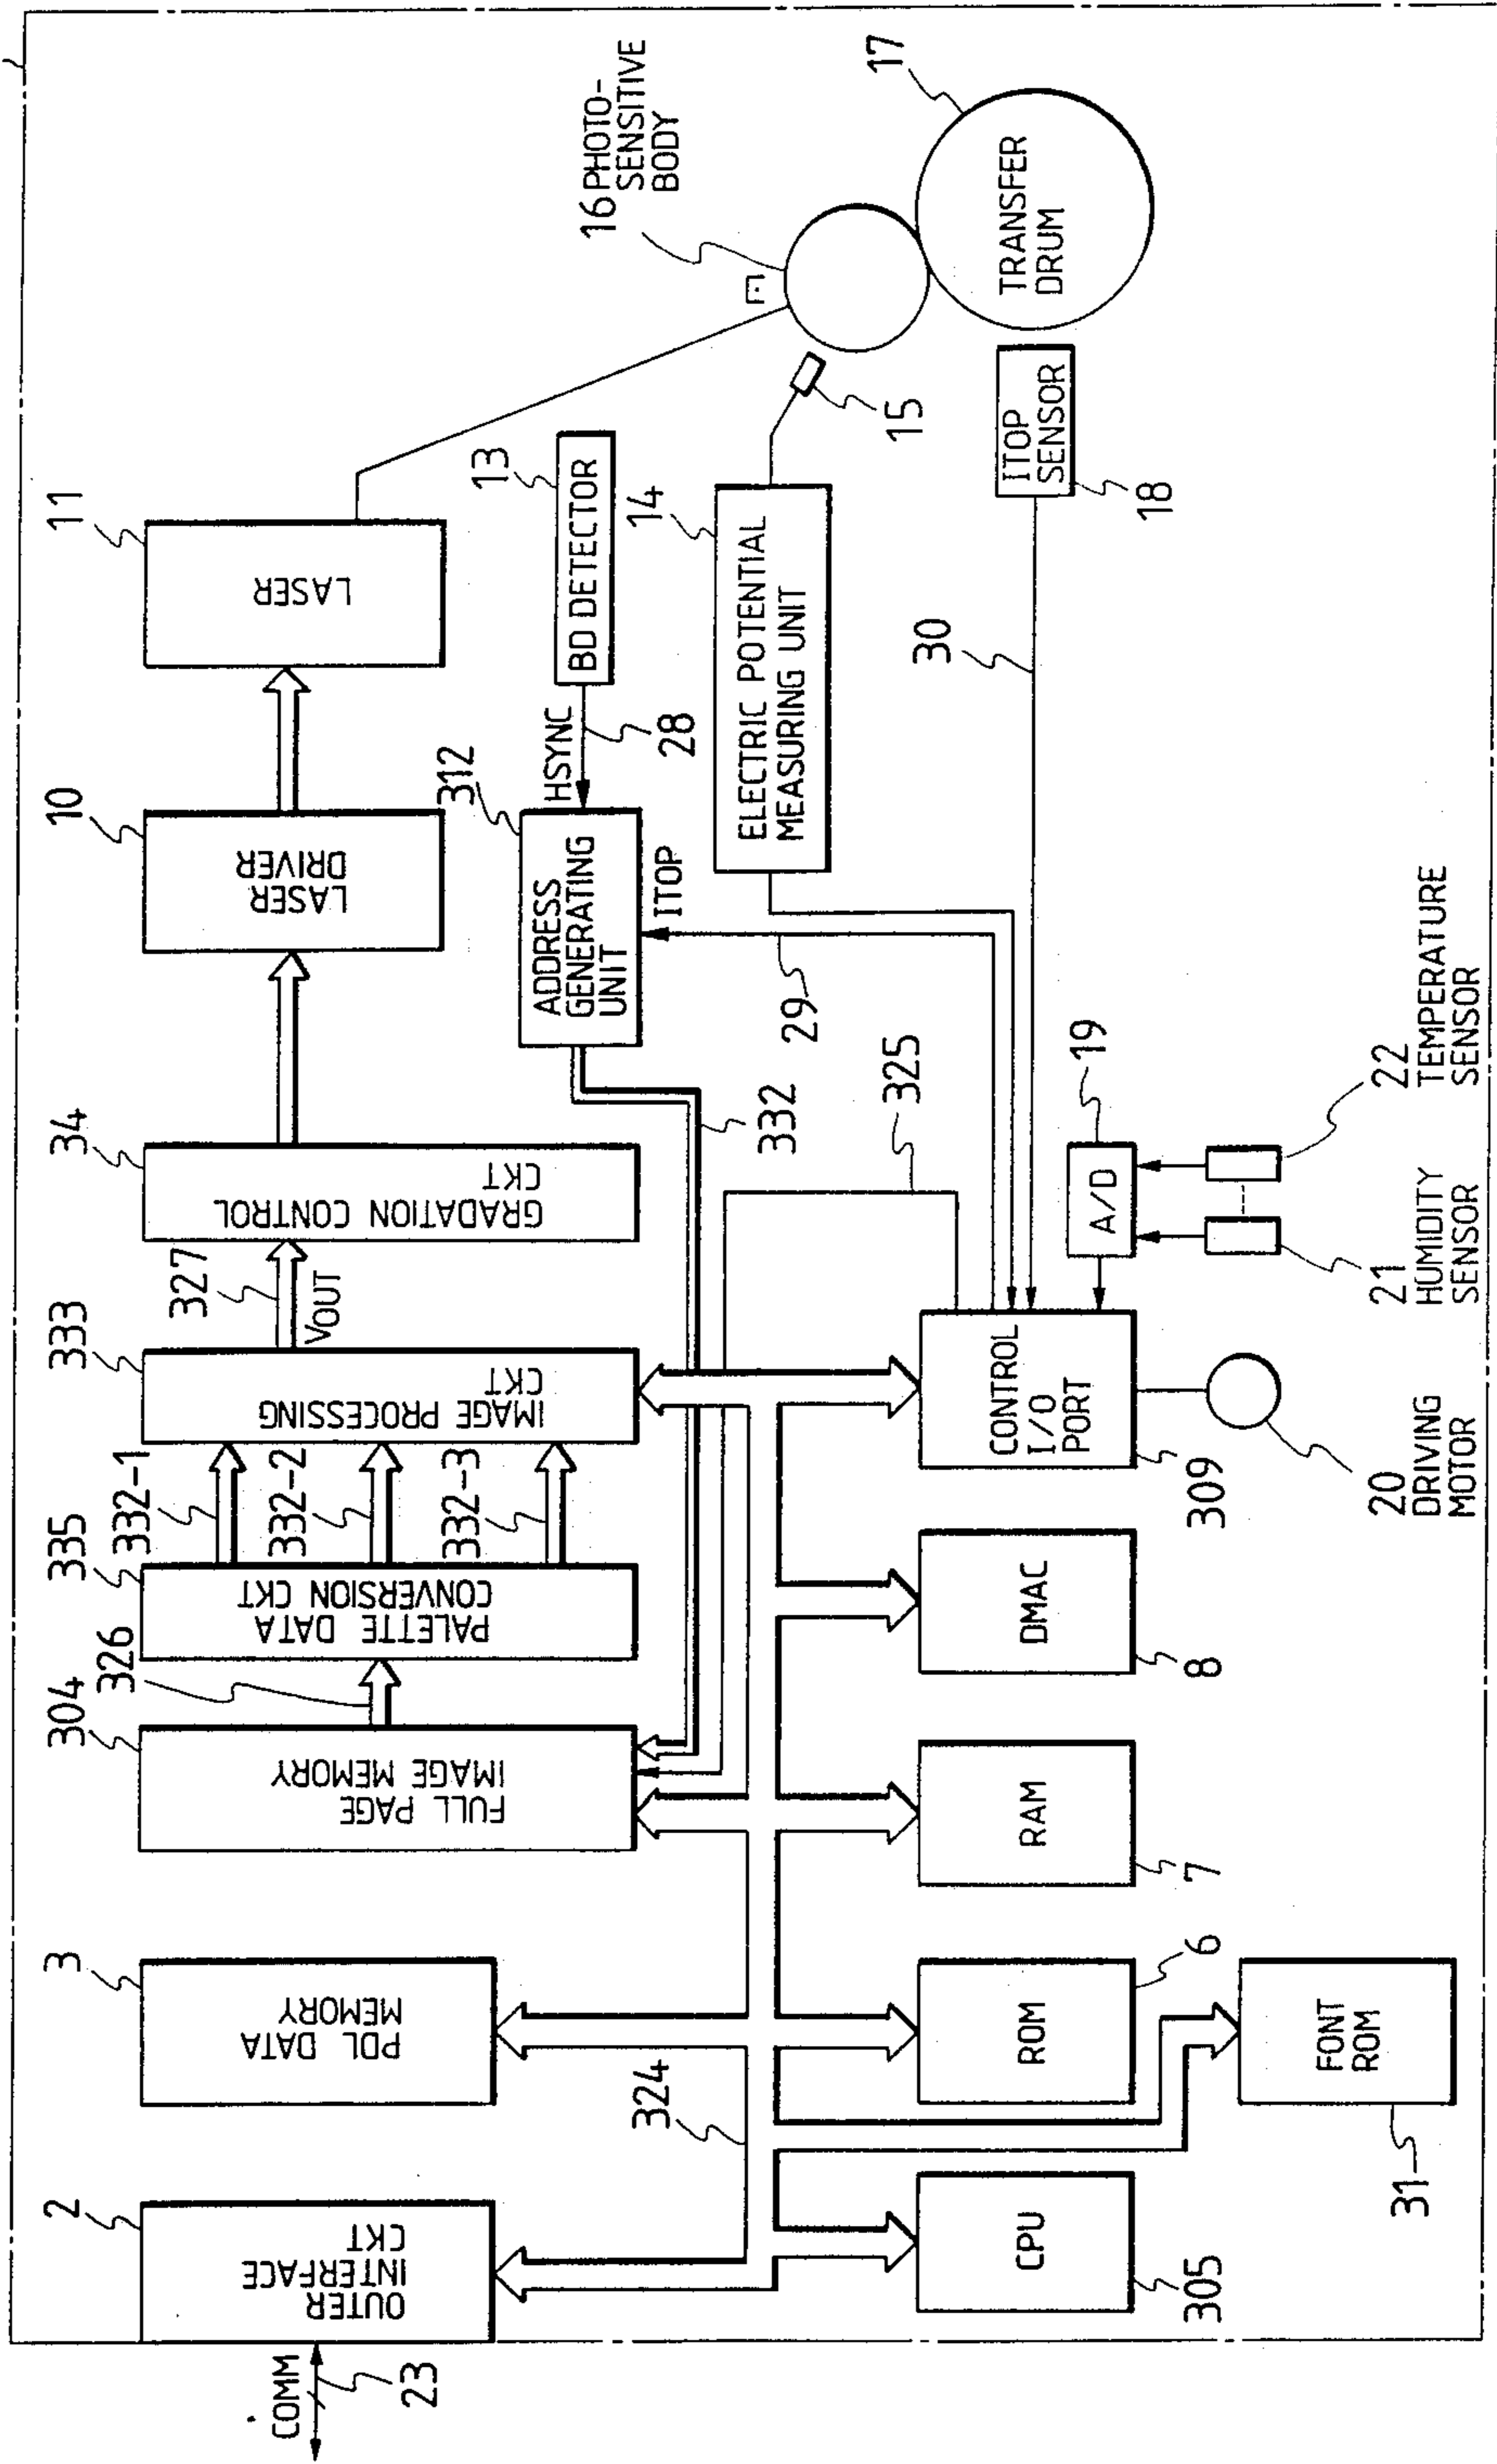 COMM
23
2
OUTER
INTERFACE
CKT
3
PDL DATA
MEMORY
304
FULL PAGE
IMAGE MEMORY
326
335
PALETTE DATA
CONVERSION CKT
332-1
332-2
332-3
333
IMAGE PROCESSING
CKT
327
VOUT
34
GRADATION CONTROL
CKT
10
LASER
DRIVER
11
LASER
312
ADDRESS
GENERATING
UNIT
HSYNC
28
13
BD DETECTOR
ITOP
14
ELECTRIC POTENTIAL
MEASURING UNIT
15
16 PHOTO-
SENSITIVE
BODY
17
TRANSFER
DRUM
ITOP
SENSOR
18
30
29
332
325
324
CPU
305
ROM
6
RAM
7
DMAC
8
CONTROL
I/O
PORT
309
A/D
19
20 DRIVING
MOTOR
21 HUMIDITY
SENSOR
22 TEMPERATURE
SENSOR
31
FONT
ROM